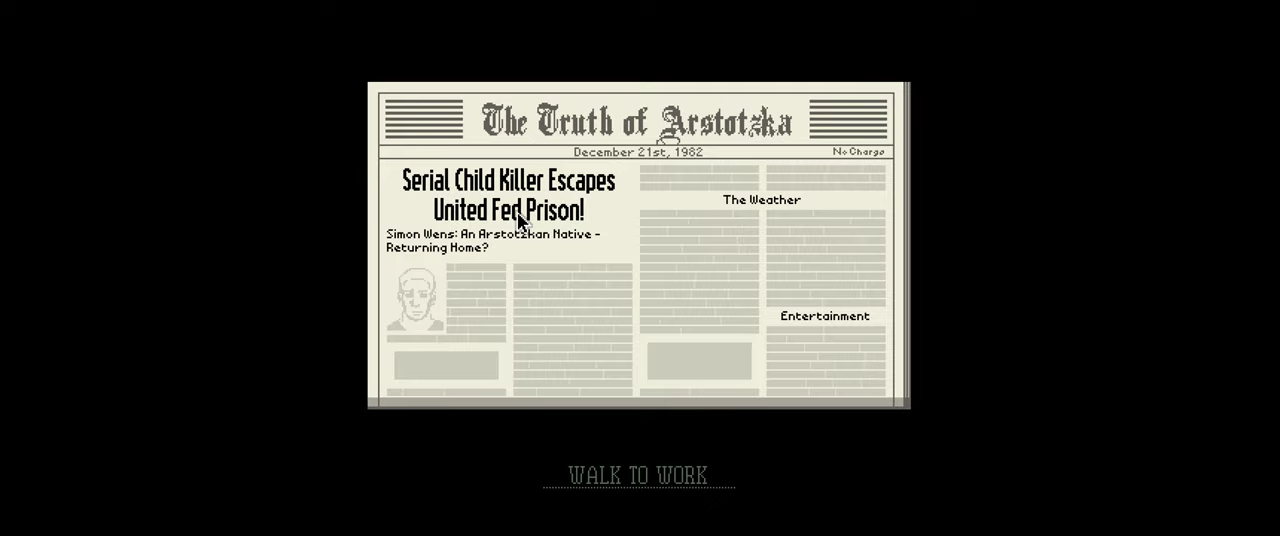 The Truth of Arstotzka
December 21st, 1982
No Charge
Serial Child Killer Escapes
United Fed Prison!
Simon Wens: An Arstotzkan Native -
Returning Home?
The Weather
Entertainment
WALK TO WORK